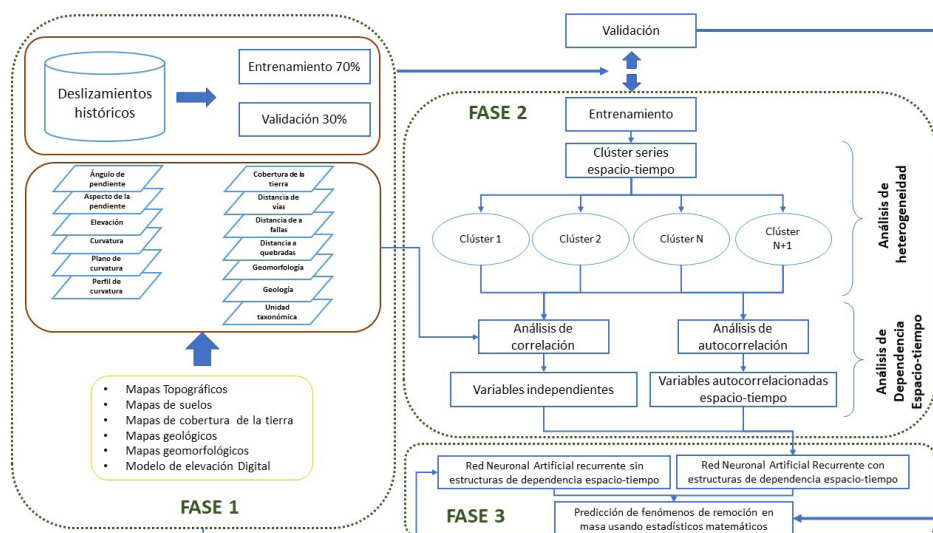 Deslizamientos
históricos
Entrenamiento 70%
Validación 30%
Ángulo de
pendiente
Aspecto de la
pendiente
Elevación
Curvatura
Plano de
curvatura
Perfil de
curvatura
Cobertura de la
tierra
Distancia de
vías
Distancia de a
fallas
Distancia a
quebradas
Geomorfología
Geología
Unidad
taxonómica
• Mapas Topográficos
• Mapas de suelos
• Mapas de cobertura de la tierra
• Mapas geológicos
• Mapas geomorfológicos
• Modelo de elevación Digital
FASE 1
Validación
FASE 2
Entrenamiento
Clúster series
espacio-tiempo
Clúster 1
Clúster 2
Clúster N
Clúster
N+1
Análisis de
heterogeneidad
Análisis de
correlación
Análisis de
autocorrelación
Variables independientes
Variables autocorrelacionadas
espacio-tiempo
Análisis de
Dependencia
Espacio-tiempo
Red Neuronal Artificial recurrente sin
estructuras de dependencia espacio-tiempo
Red Neuronal Artificial Recurrente con
estructuras de dependencia espacio-tiempo
FASE 3
Predicción de fenómenos de remoción en
masa usando estadísticos matemáticos